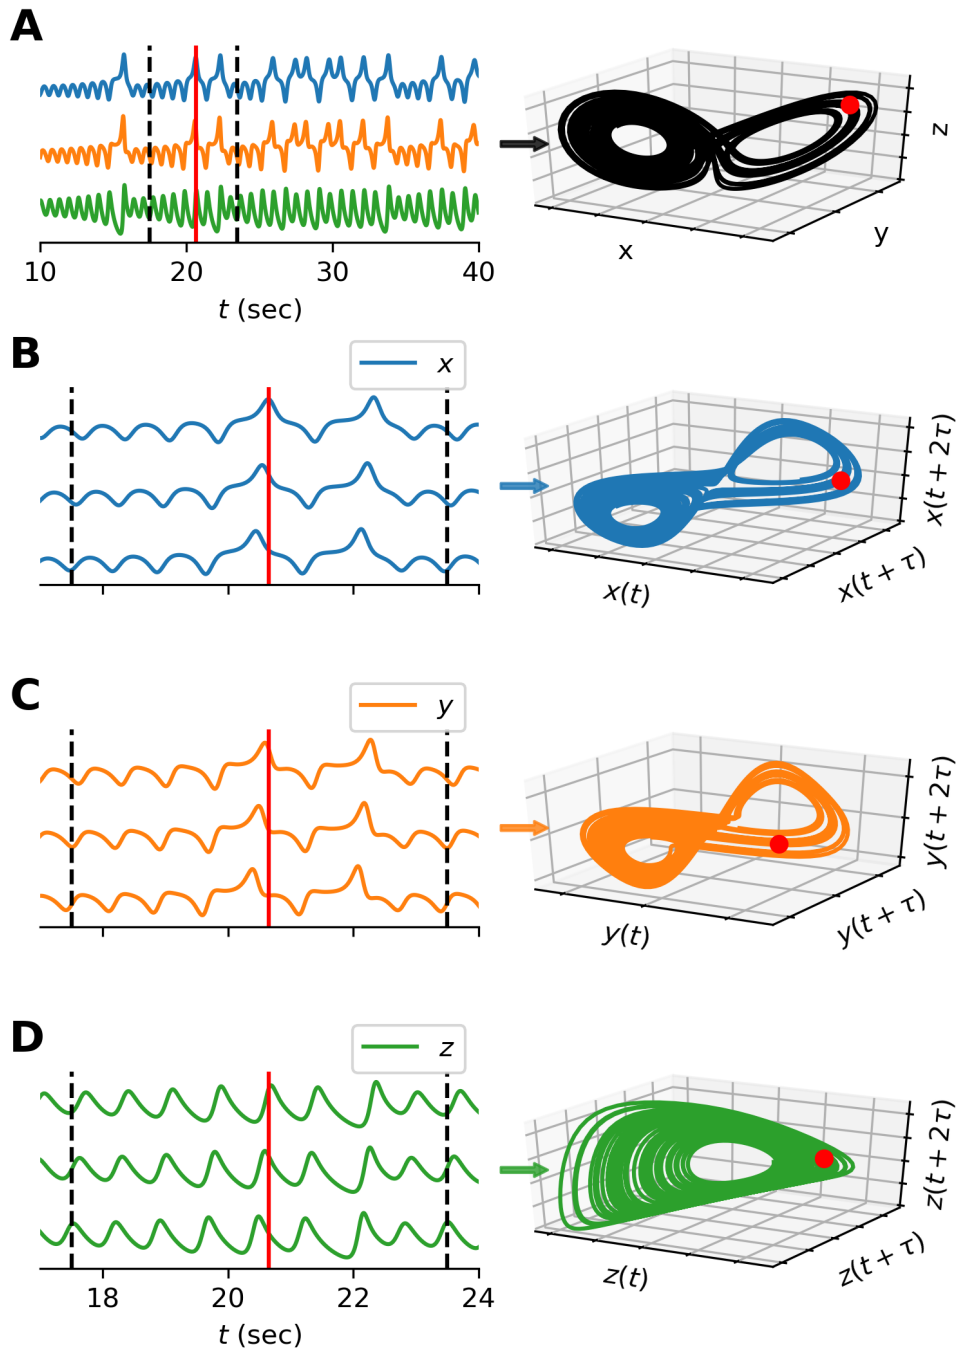 A
10 20 30 40
t (sec)
x
y
z
B
x
x(t)
x(t + τ)
x(t + 2τ)
C
y
y(t)
y(t + τ)
y(t + 2τ)
D
z
18 20 22 24
t (sec)
z(t)
z(t + τ)
z(t + 2τ)